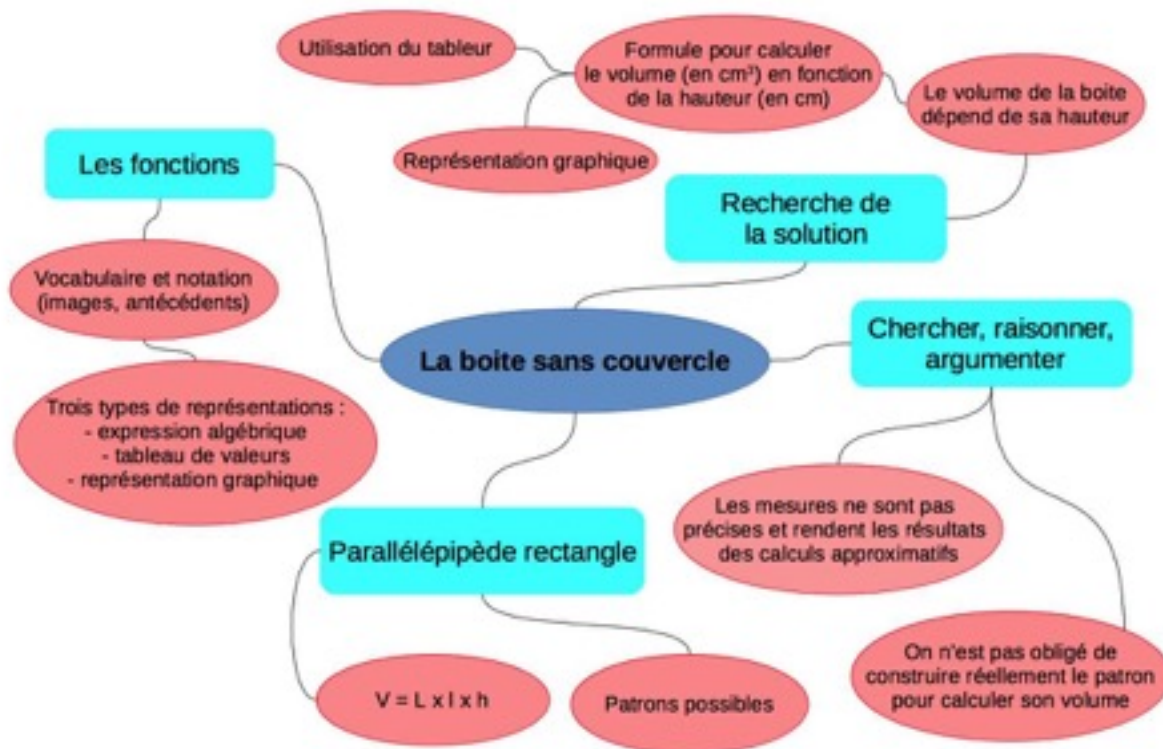 Utilisation du tableur
Formule pour calculer
le volume (en cm³) en fonction
de la hauteur (en cm)
Le volume de la boite
dépend de sa hauteur
Représentation graphique
Les fonctions
Recherche de
la solution
Vocabulaire et notation
(images, antécédents)
La boite sans couvercle
Chercher, raisonner,
argumenter
Trois types de représentations :
- expression algébrique
- tableau de valeurs
- représentation graphique
Les mesures ne sont pas
précises et rendent les résultats
des calculs approximatifs
Parallélépipède rectangle
On n'est pas obligé de
construire réellement le patron
pour calculer son volume
V = L x l x h
Patrons possibles